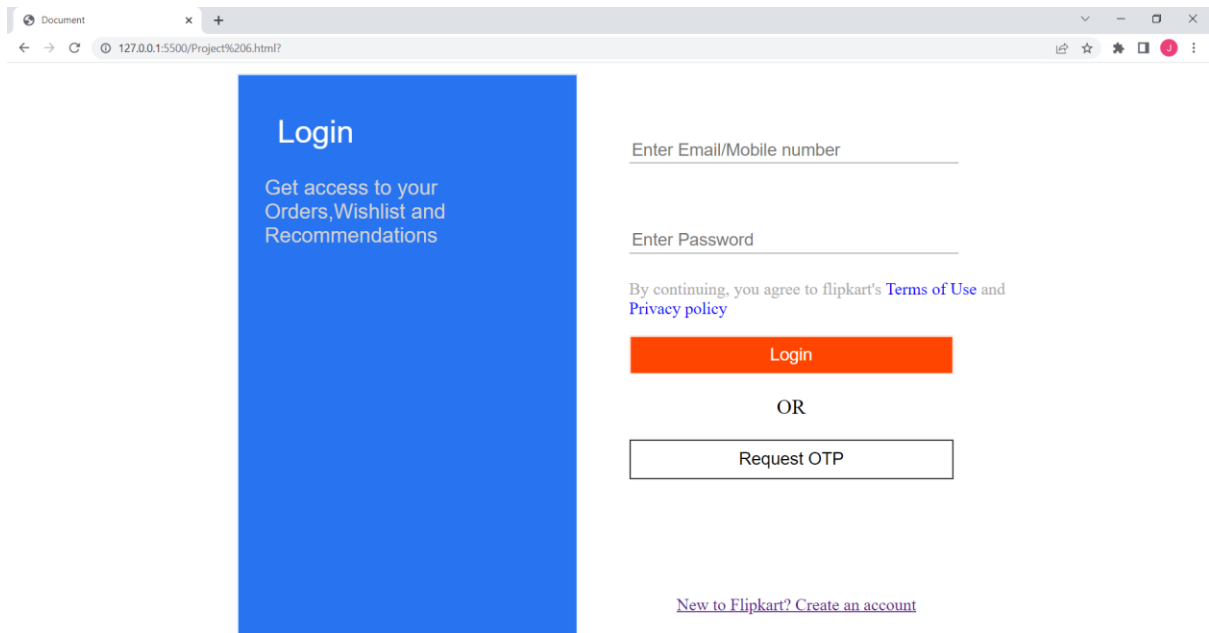 Document
127.0.0.1:5500/Project%206.html?
J
Login
Get access to your
Orders,Wishlist and
Recommendations
Enter Email/Mobile number
Enter Password
By continuing, you agree to flipkart's Terms of Use and
Privacy policy
Login
OR
Request OTP
New to Flipkart? Create an account